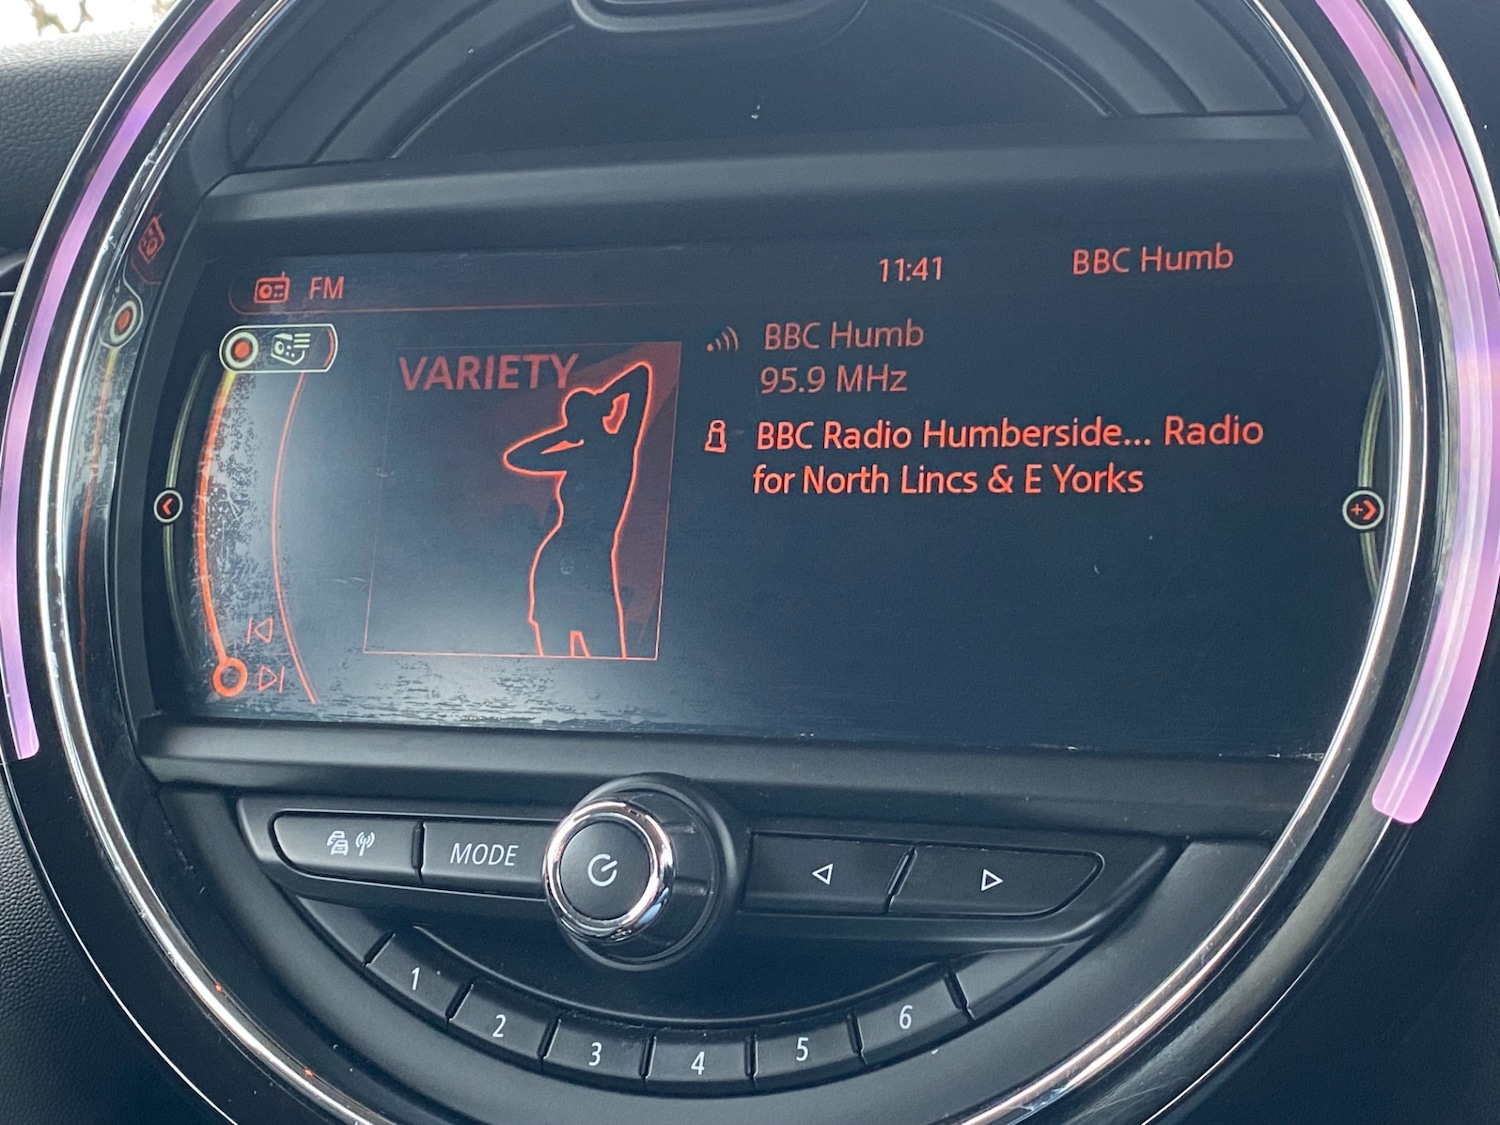 FM
11:41
BBC Humb
VARIETY
BBC Humb
95.9 MHz
BBC Radio Humberside... Radio
for North Lincs & E Yorks
MODE
1
2
3
4
5
6